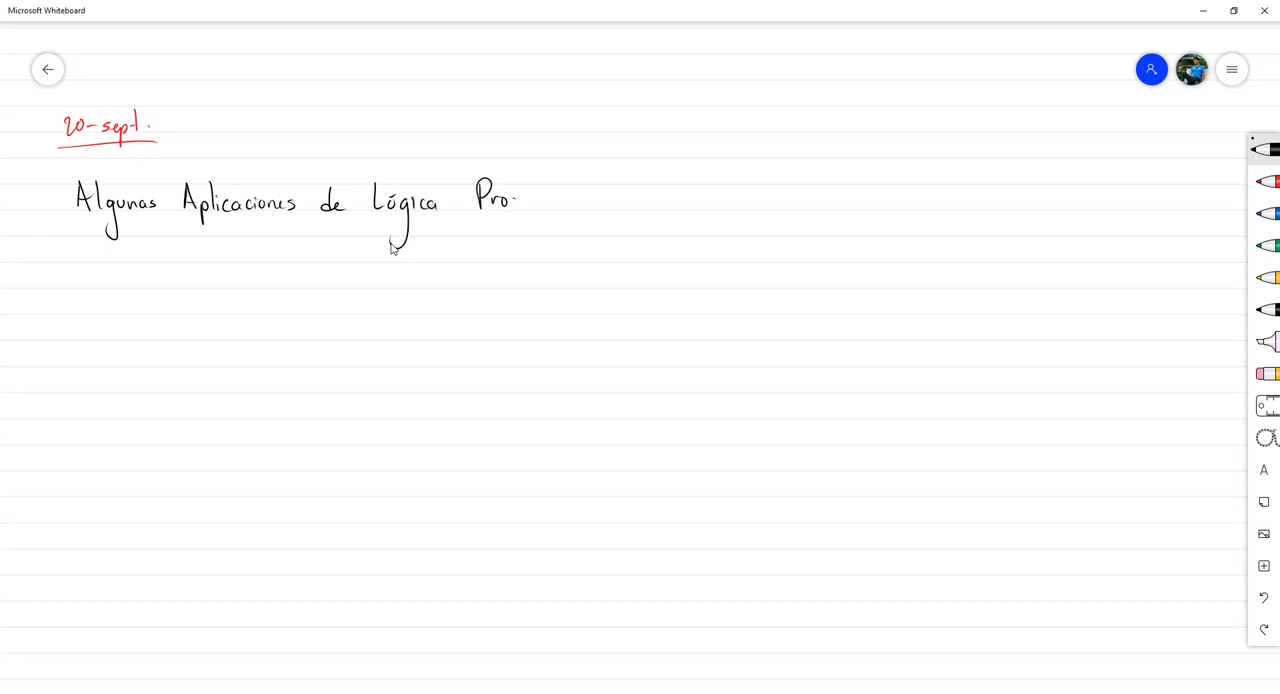 Microsoft Whiteboard
20-sept.
Algunas Aplicaciones de Lógica Pro.
A